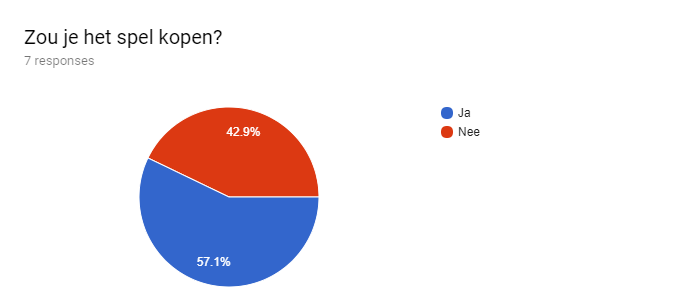 Zou je het spel kopen?
7 responses
Ja
Nee
42.9%
57.1%